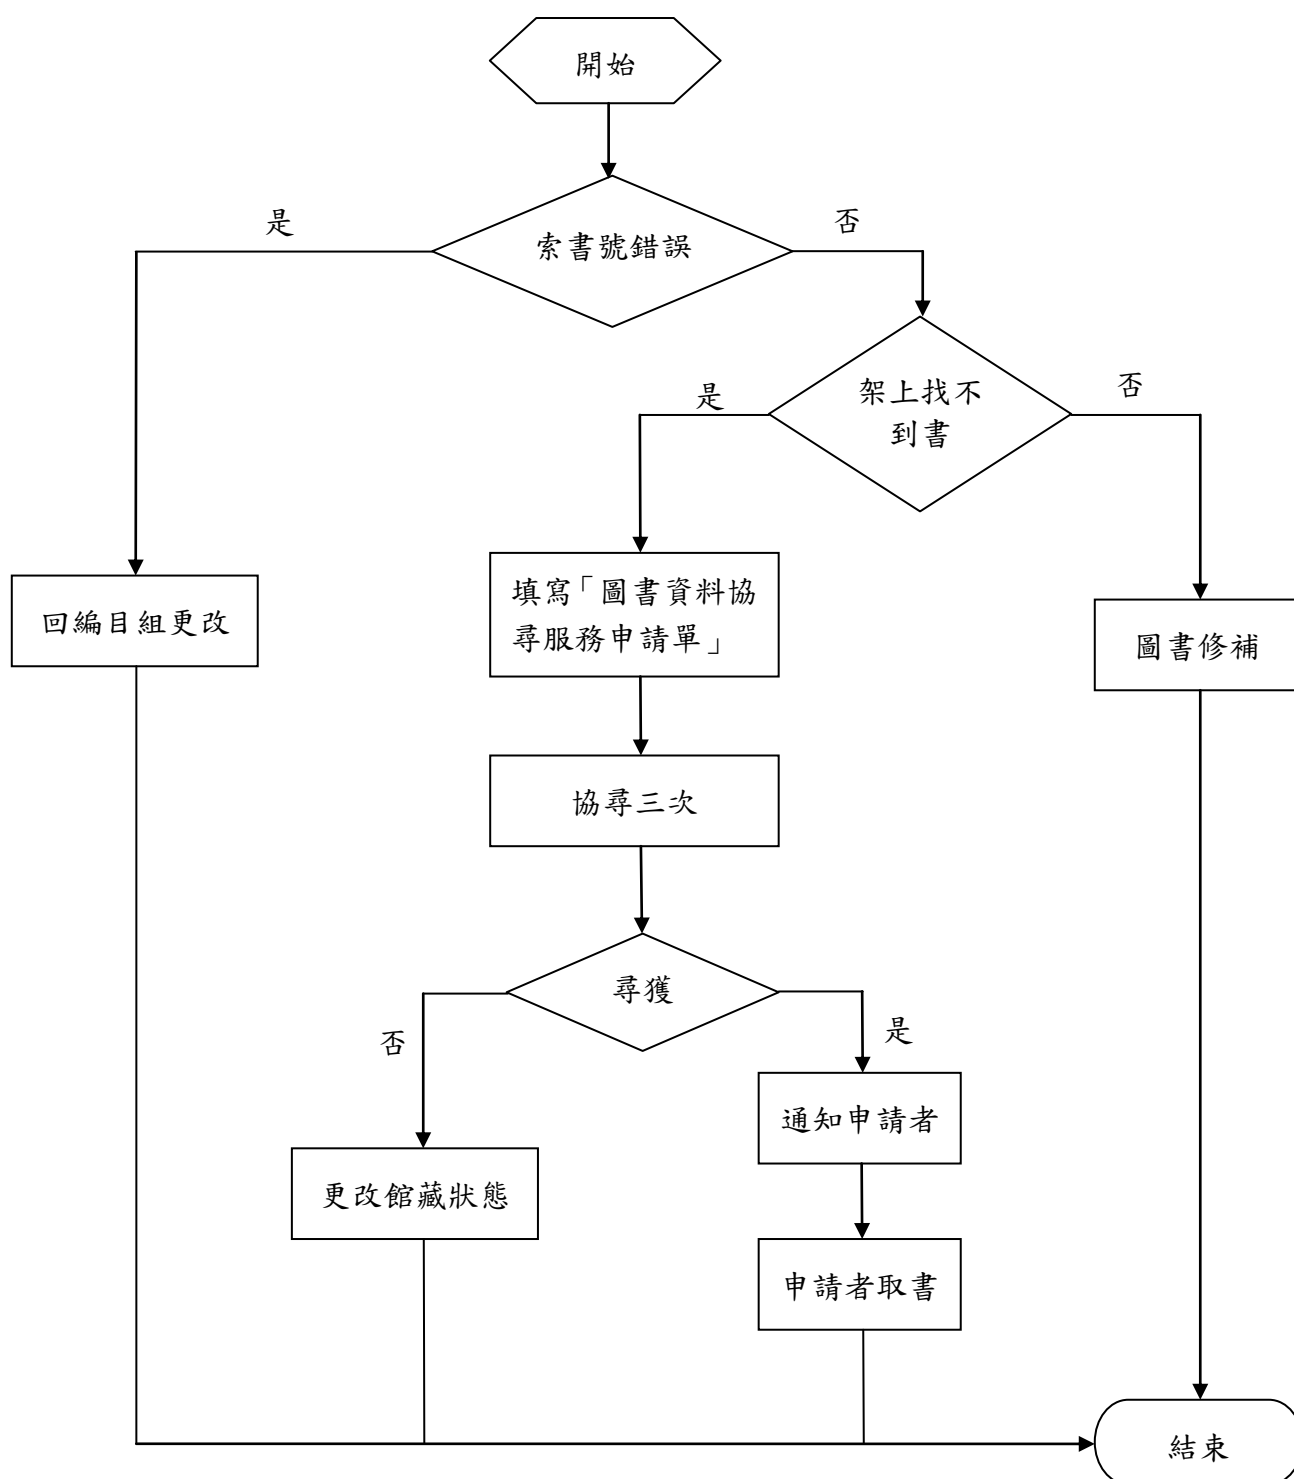 開始
是
否
索書號錯誤
是
架上找不
到書
否
填寫「圖書資料協
尋服務申請單」
回編目組更改
圖書修補
協尋三次
尋獲
否
是
通知申請者
更改館藏狀態
申請者取書
結束